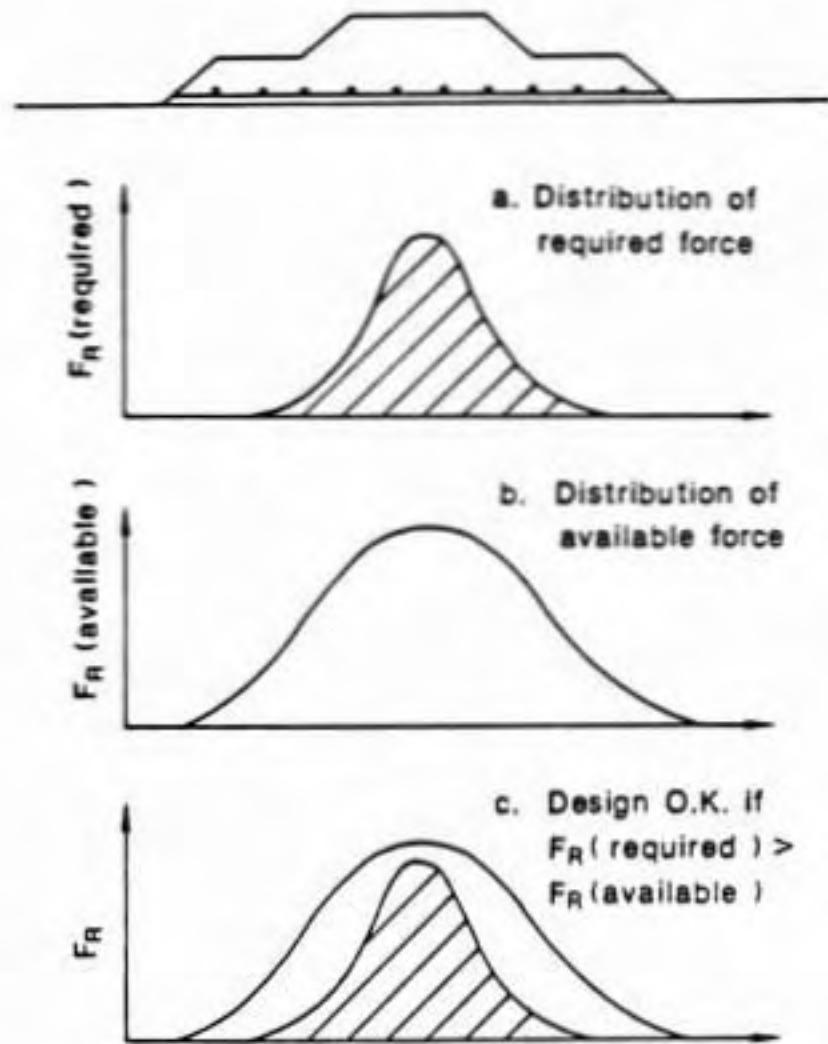 a. Distribution of
required force
F_R (required)
b. Distribution of
available force
F_R (available)
c. Design O.K. if
F_R ( required ) >
F_R (available )
F_R